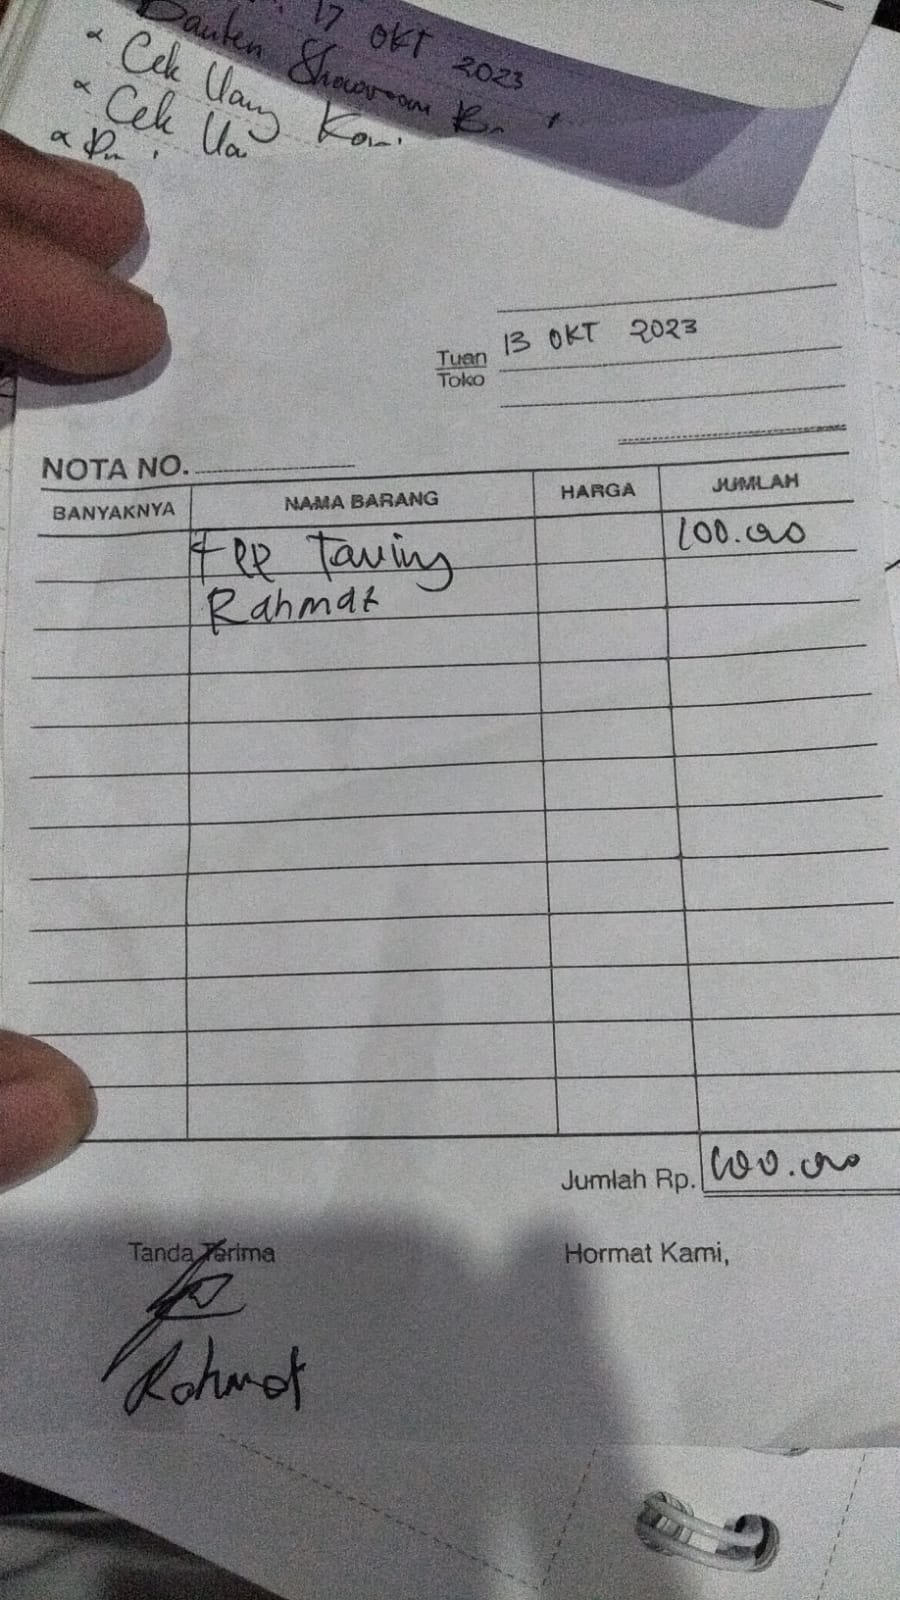 17 OKT 2023
Banten Showroom
Cek Uang Kom
Cek Ua
13 OKT 2023
Tuan
Toko
NOTA NO.
BANYAKNYA NAMA BARANG HARGA JUMLAH
fee Towing 100.000
Rahmat
Jumlah Rp. 100.000
Tanda Terima Hormat Kami,
Rahmat